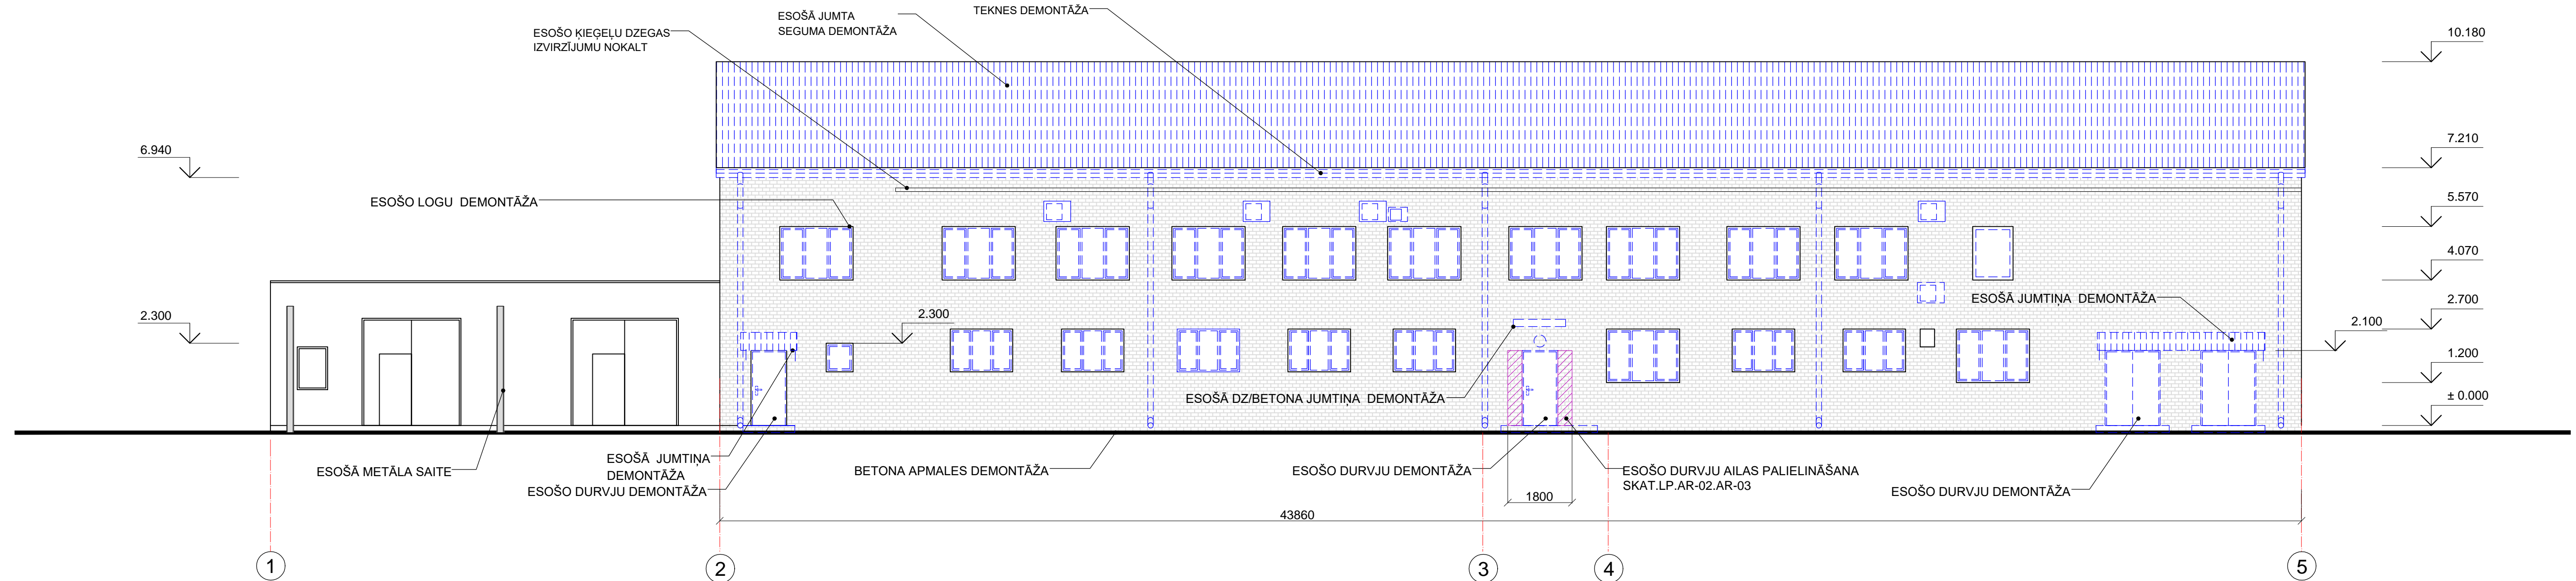 TEKNES DEMONTĀŽA
ESOŠĀ JUMTA
SEGUMA DEMONTĀŽA
ESOŠO ĶIEĢEĻU DZEGAS
IZVIRZĪJUMU NOKALT
10.180
7.210
6.940
5.570
ESOŠO LOGU DEMONTĀŽA
4.070
ESOŠĀ JUMTIŅA DEMONTĀŽA
2.700
2.300
2.300
2.100
1.200
ESOŠĀ DZ/BETONA JUMTIŅA DEMONTĀŽA
± 0.000
ESOŠĀ METĀLA SAITE
ESOŠĀ JUMTIŅA
DEMONTĀŽA
ESOŠO DURVJU DEMONTĀŽA
BETONA APMALES DEMONTĀŽA
ESOŠO DURVJU DEMONTĀŽA
ESOŠO DURVJU AILAS PALIELINĀŠANA
SKAT.LP.AR-02.AR-03
ESOŠO DURVJU DEMONTĀŽA
1800
43860
1
2
3
4
5